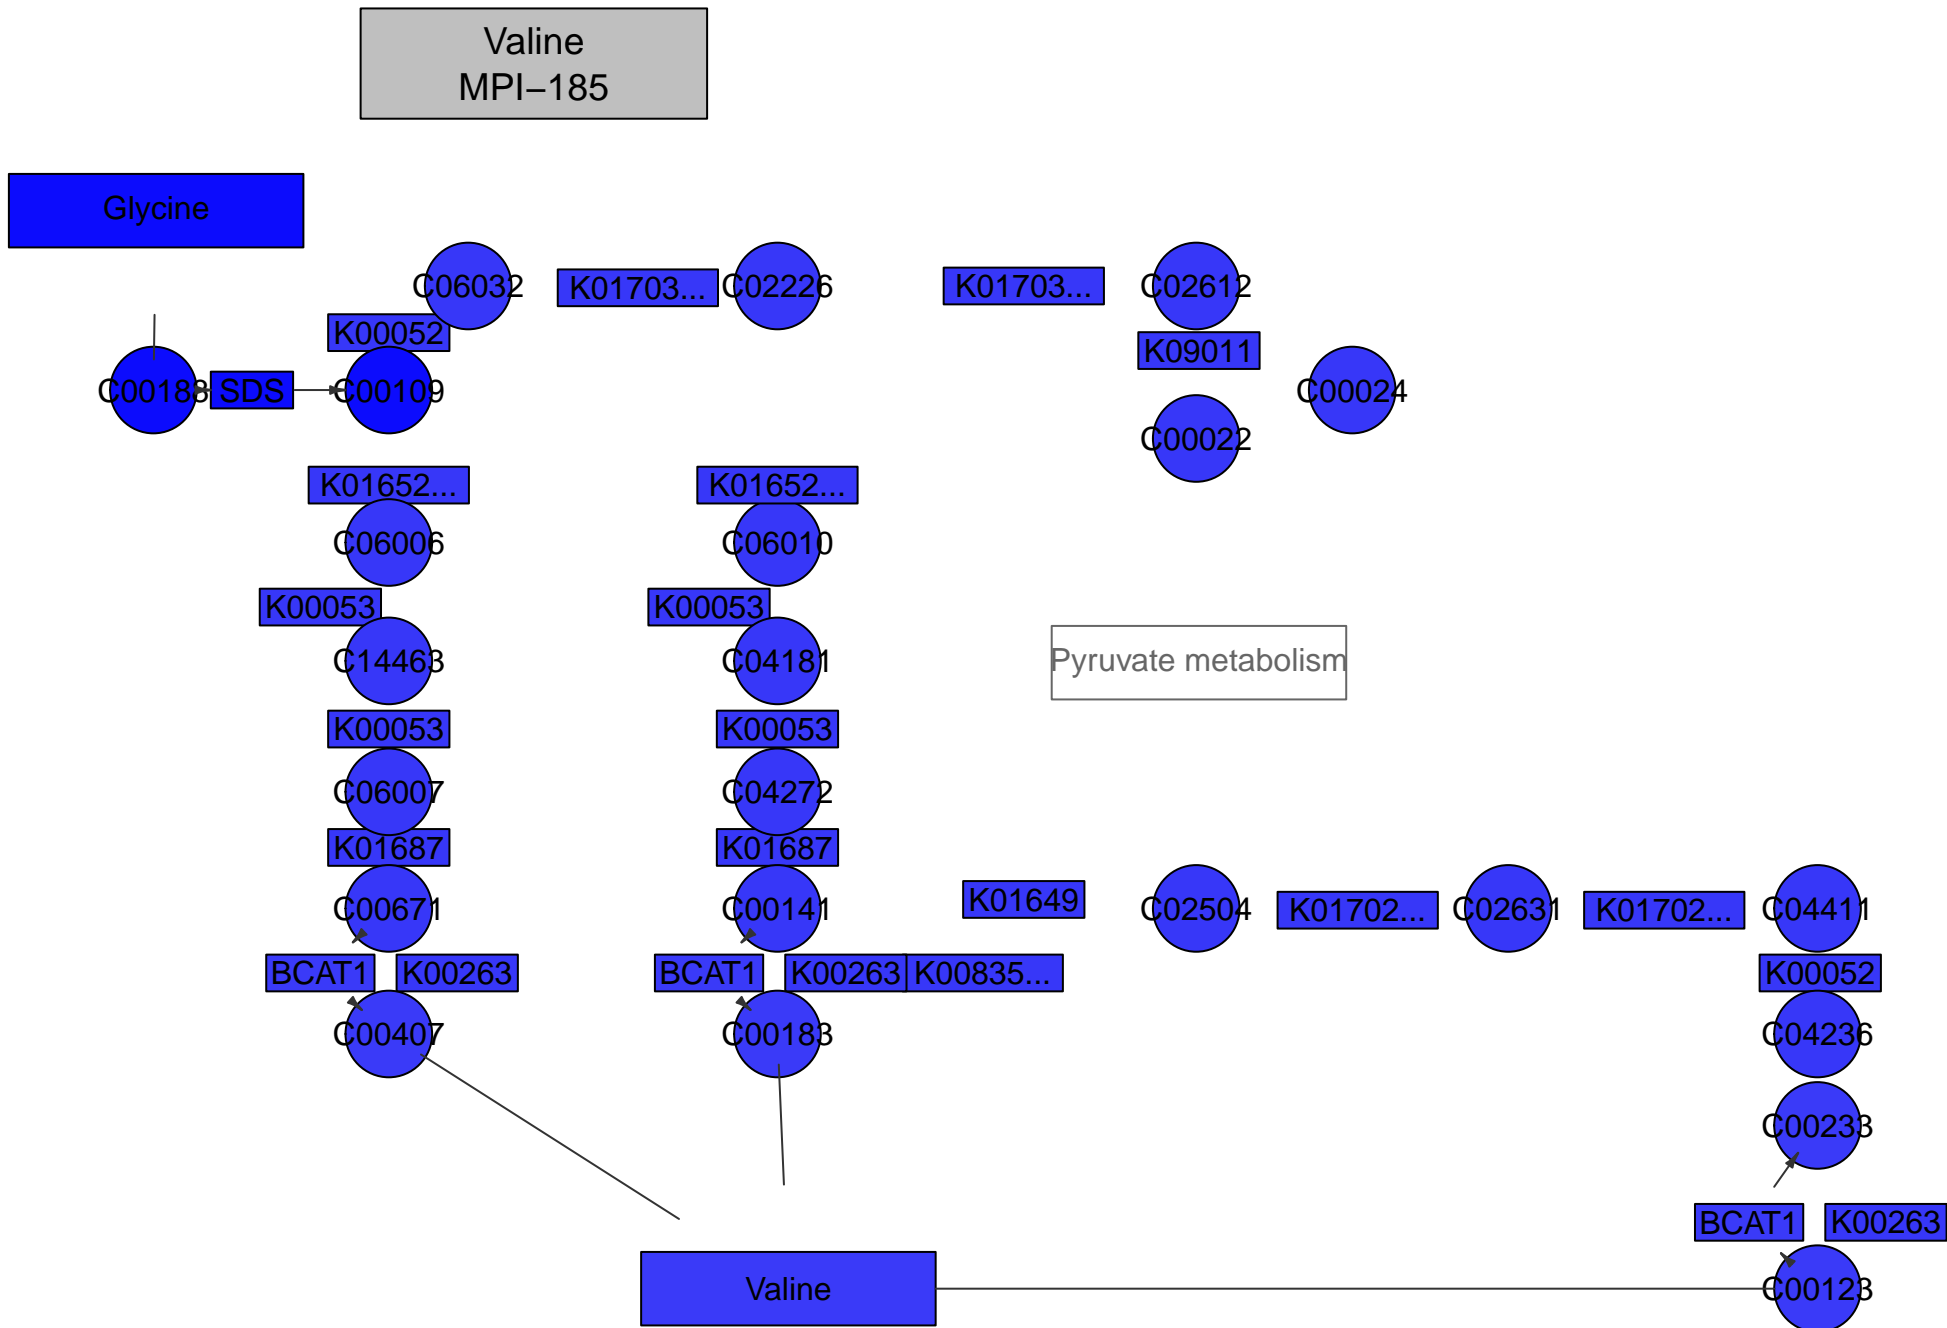 Valine
MPI−185
Glycine
C06032
K01703...
C02226
K01703...
C02612
K00052
K09011
C00188
SDS
C00109
C00024
C00022
K01652...
K01652...
C06006
C06010
K00053
K00053
C14463
C04181
Pyruvate metabolism
K00053
K00053
C06007
C04272
K01687
K01687
C00671
C00141
K01649
C02504
K01702...
C02631
K01702...
C04411
BCAT1
K00263
BCAT1
K00263
K00835...
K00052
C00407
C00183
C04236
C00233
BCAT1
K00263
Valine
C00123